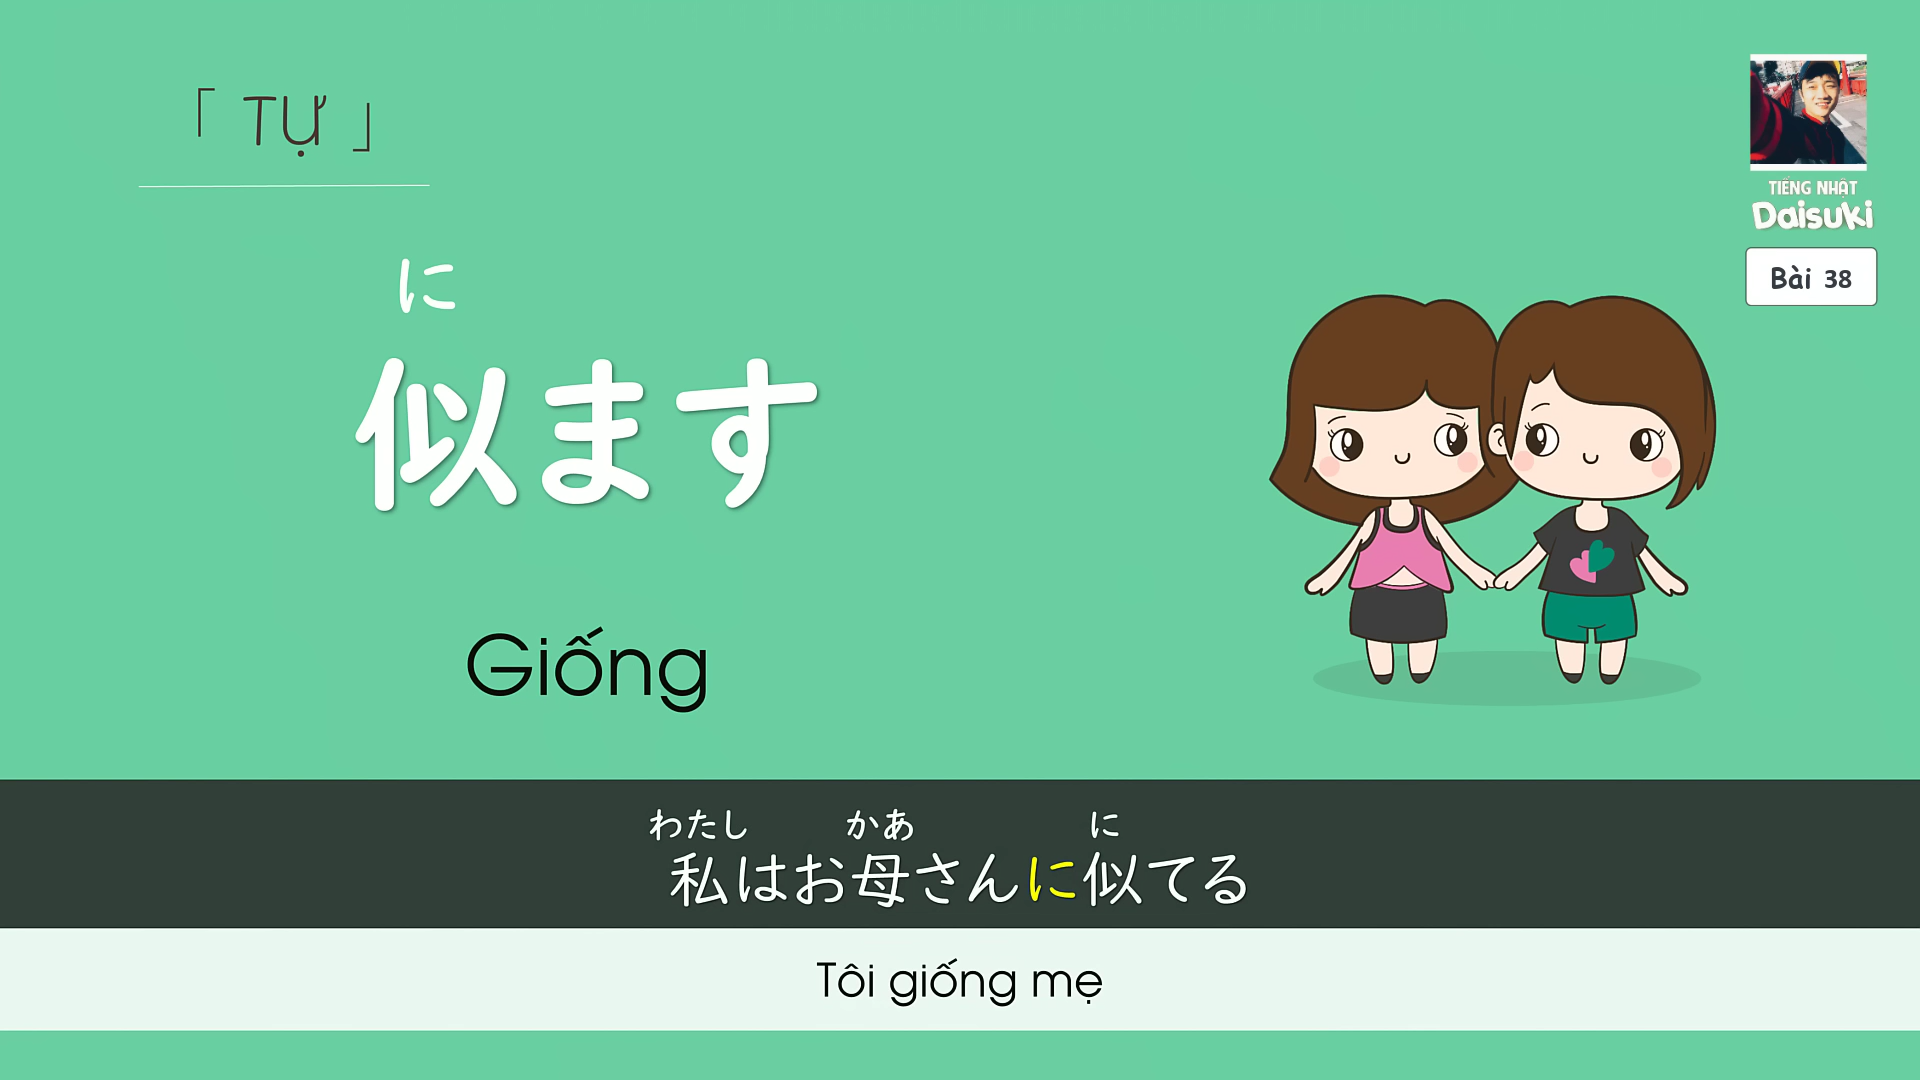 「 TỰ 」
に
似ます
Giống
TIẾNG NHẬT
Daisuki
Bài 38
わたし かあ に
私はお母さんに似てる
Tôi giống mẹ